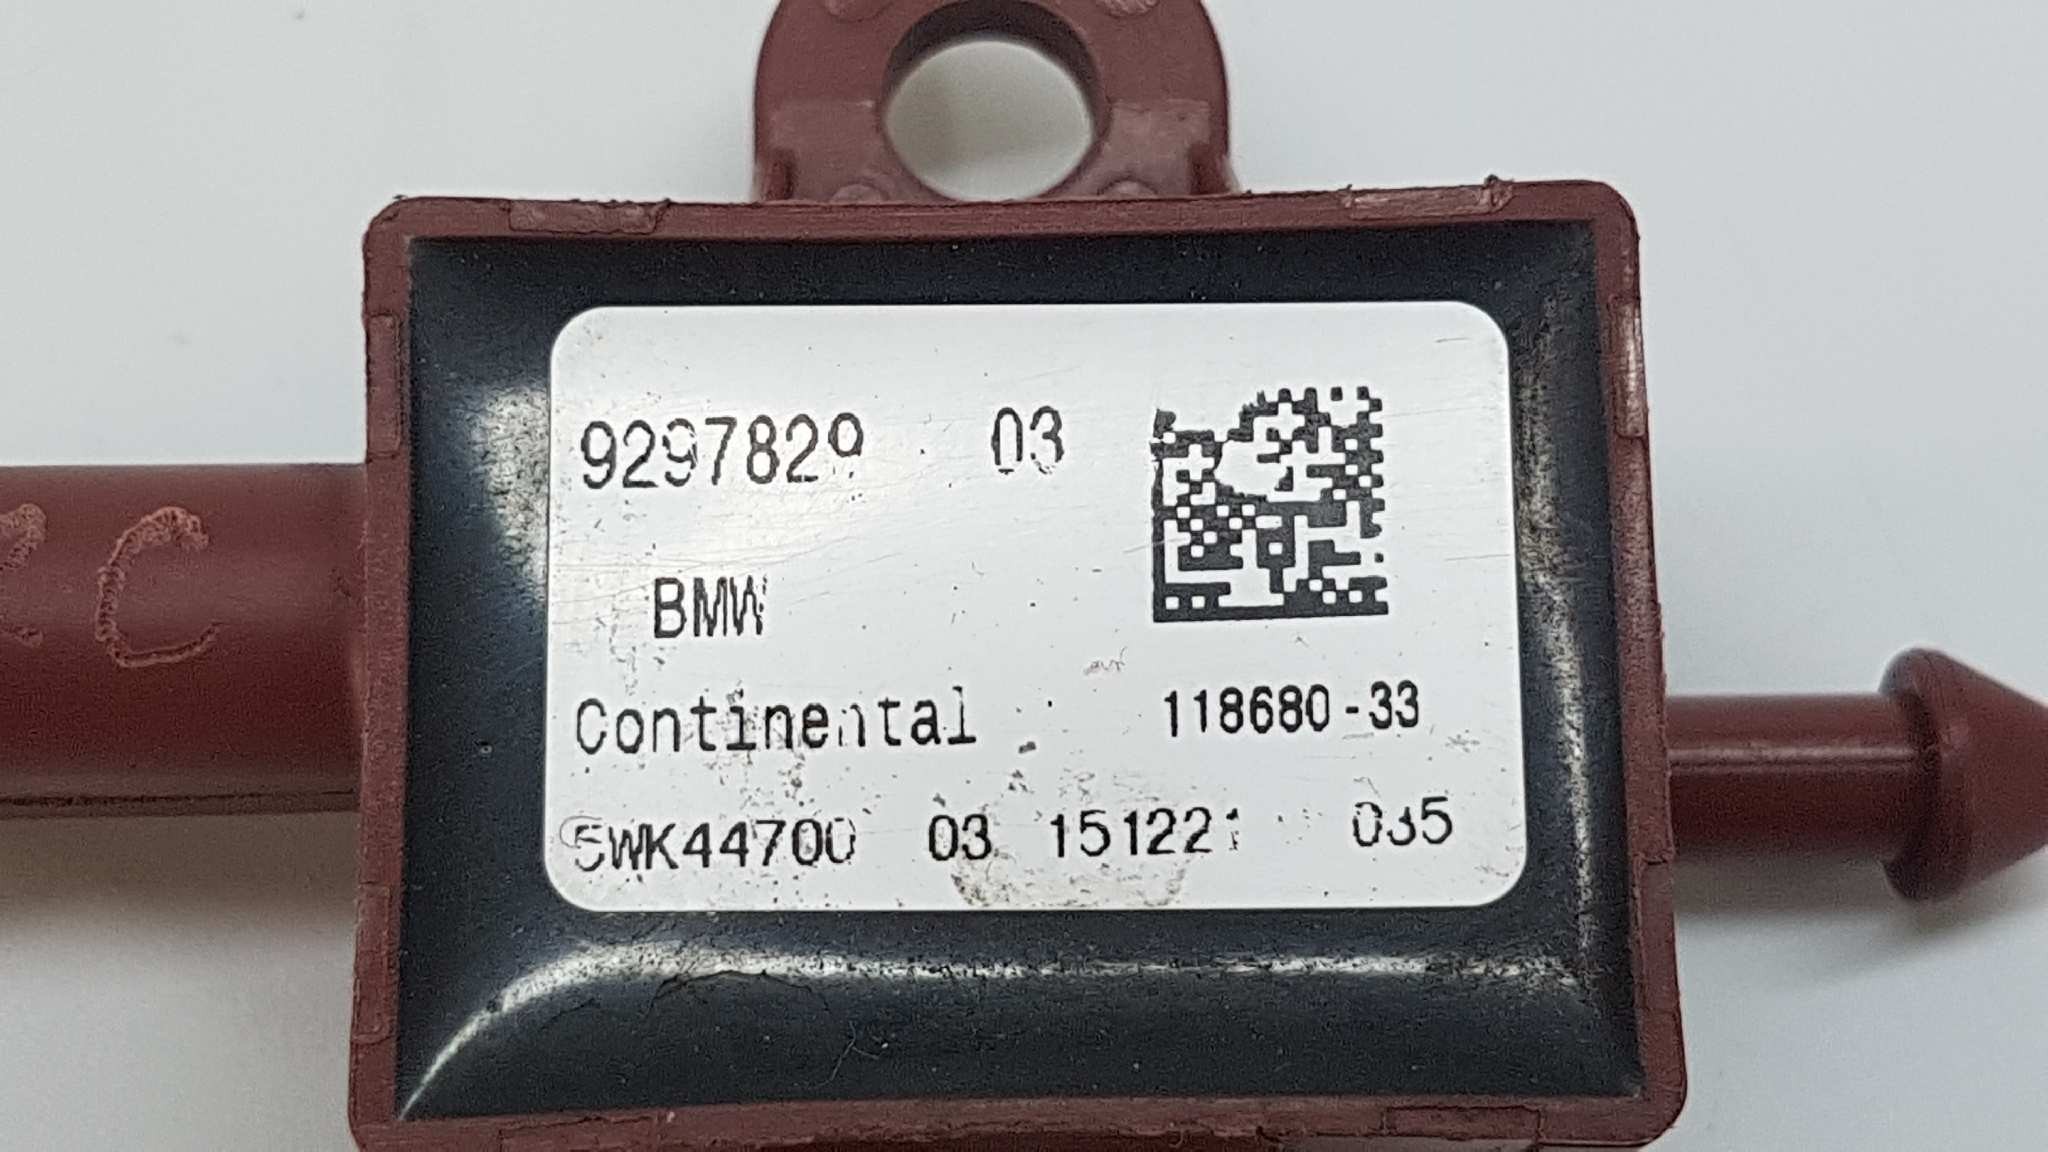 9297829 03
BMW
Continental 118680-33
5WK44700 03 151221 035
C